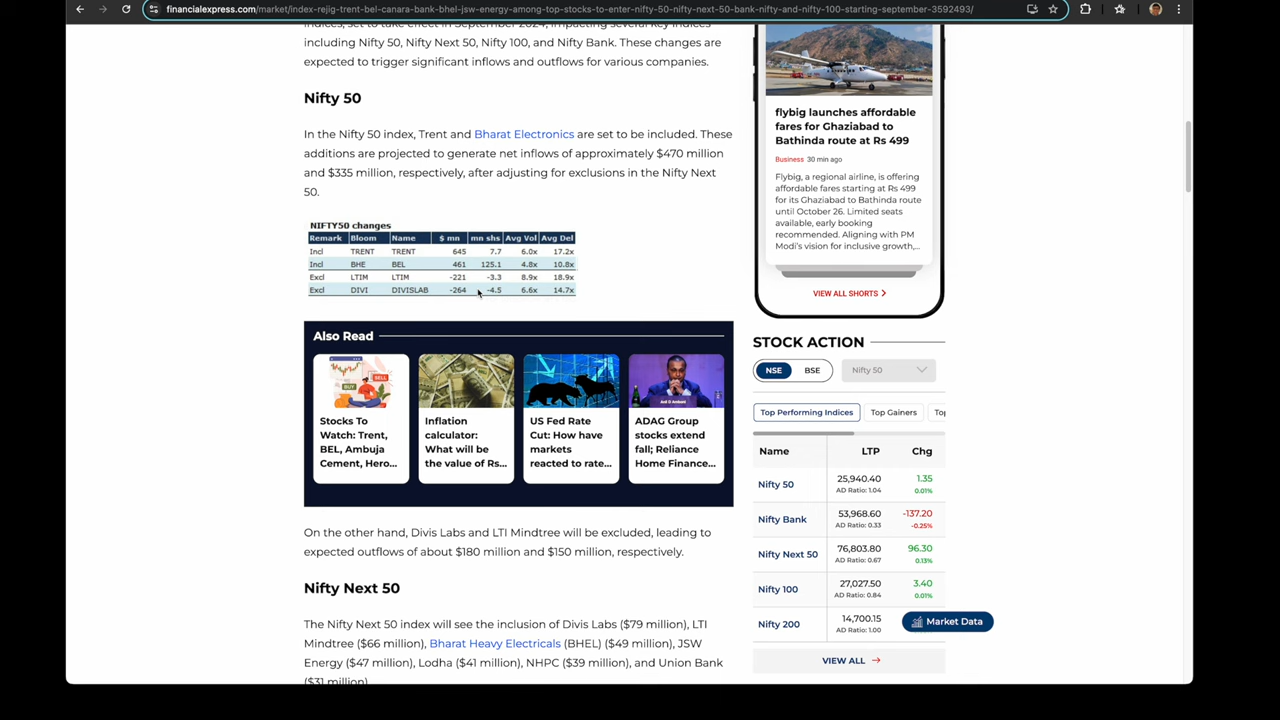 financialexpress.com/market/index-rejig-trent-bel-canara-bank-bhel-jsw-energy-among-top-stocks-to-enter-nifty-50-nifty-next-50-bank-nifty-and-nifty-100-starting-september-3592493/
indices, set to take effect in September 2024, impacting several key indices
including Nifty 50, Nifty Next 50, Nifty 100, and Nifty Bank. These changes are
expected to trigger significant inflows and outflows for various companies.
Nifty 50
In the Nifty 50 index, Trent and Bharat Electronics are set to be included. These
additions are projected to generate net inflows of approximately $470 million
and $335 million, respectively, after adjusting for exclusions in the Nifty Next
50.
NIFTY50 changes
Remark Bloom Name $ mn mn shs Avg Vol Avg Del
Incl TRENT TRENT 645 7.7 6.0x 17.2x
Incl BHE BEL 461 125.1 4.8x 10.8x
Excl LTIM LTIM -221 -3.3 8.9x 18.9x
Excl DIVI DIVISLAB -264 -4.5 6.6x 14.7x
Also Read
BUY
SELL
Stocks To
Watch: Trent,
BEL, Ambuja
Cement, Hero...
Inflation
calculator:
What will be
the value of Rs...
US Fed Rate
Cut: How have
markets
reacted to rate...
ADAG Group
stocks extend
fall; Reliance
Home Finance...
On the other hand, Divis Labs and LTI Mindtree will be excluded, leading to
expected outflows of about $180 million and $150 million, respectively.
Nifty Next 50
The Nifty Next 50 index will see the inclusion of Divis Labs ($79 million), LTI
Mindtree ($66 million), Bharat Heavy Electricals (BHEL) ($49 million), JSW
Energy ($47 million), Lodha ($41 million), NHPC ($39 million), and Union Bank
($31 million)
flybig launches affordable
fares for Ghaziabad to
Bathinda route at Rs 499
Business 30 min ago
Flybig, a regional airline, is offering
affordable fares starting at Rs 499
for its Ghaziabad to Bathinda route
until October 26. Limited seats
available, early booking
recommended. Aligning with PM
Modi's vision for inclusive growth,...
VIEW ALL SHORTS
STOCK ACTION
NSE BSE Nifty 50
Top Performing Indices Top Gainers Top
Name LTP Chg
Nifty 50 25,940.40 1.35
AD Ratio: 1.04 0.01%
Nifty Bank 53,968.60 -137.20
AD Ratio: 0.33 -0.25%
Nifty Next 50 76,803.80 96.30
AD Ratio: 0.67 0.13%
Nifty 100 27,027.50 3.40
AD Ratio: 0.84 0.01%
Nifty 200 14,700.15
AD Ratio: 1.00
Market Data
VIEW ALL